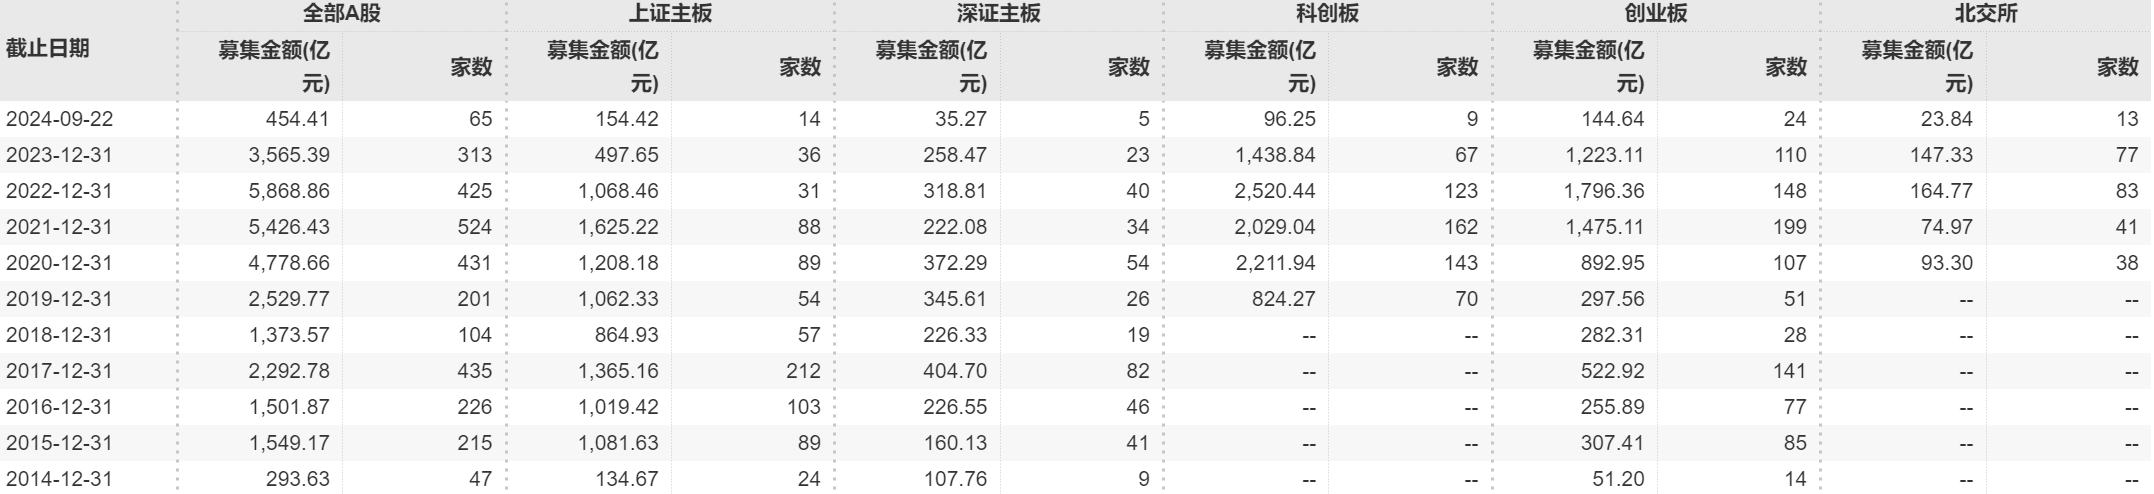 全部A股 上证主板 深证主板 科创板 创业板 北交所
截止日期 募集金额(亿元) 家数 募集金额(亿元) 家数 募集金额(亿元) 家数 募集金额(亿元) 家数 募集金额(亿元) 家数 募集金额(亿元) 家数
2024-09-22 454.41 65 154.42 14 35.27 5 96.25 9 144.64 24 23.84 13
2023-12-31 3,565.39 313 497.65 36 258.47 23 1,438.84 67 1,223.11 110 147.33 77
2022-12-31 5,868.86 425 1,068.46 31 318.81 40 2,520.44 123 1,796.36 148 164.77 83
2021-12-31 5,426.43 524 1,625.22 88 222.08 34 2,029.04 162 1,475.11 199 74.97 41
2020-12-31 4,778.66 431 1,208.18 89 372.29 54 2,211.94 143 892.95 107 93.30 38
2019-12-31 2,529.77 201 1,062.33 54 345.61 26 824.27 70 297.56 51 -- --
2018-12-31 1,373.57 104 864.93 57 226.33 19 -- -- 282.31 28 -- --
2017-12-31 2,292.78 435 1,365.16 212 404.70 82 -- -- 522.92 141 -- --
2016-12-31 1,501.87 226 1,019.42 103 226.55 46 -- -- 255.89 77 -- --
2015-12-31 1,549.17 215 1,081.63 89 160.13 41 -- -- 307.41 85 -- --
2014-12-31 293.63 47 134.67 24 107.76 9 -- -- 51.20 14 -- --